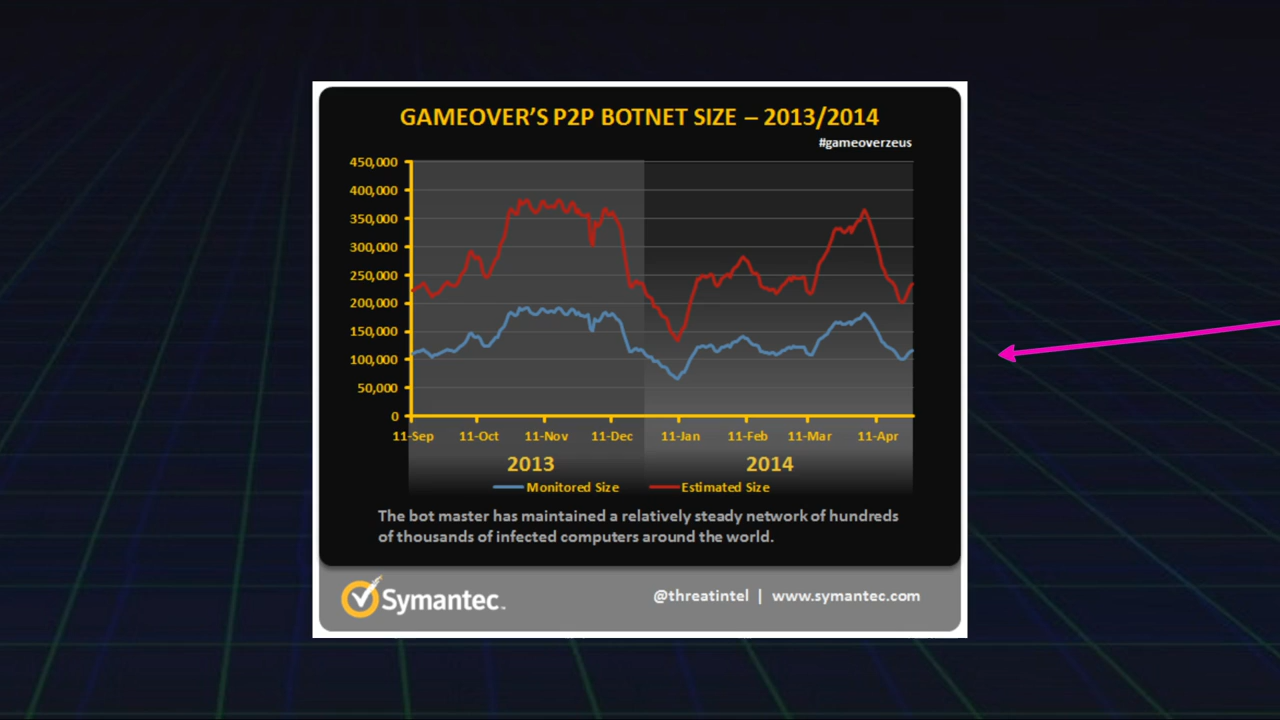 GAMEOVER'S P2P BOTNET SIZE – 2013/2014
#gameoverzeus
450,000
400,000
350,000
300,000
250,000
200,000
150,000
100,000
50,000
0
11-Sep 11-Oct 11-Nov 11-Dec 11-Jan 11-Feb 11-Mar 11-Apr
2013 2014
Monitored Size Estimated Size
The bot master has maintained a relatively steady network of hundreds
of thousands of infected computers around the world.
Symantec.
@threatintel | www.symantec.com